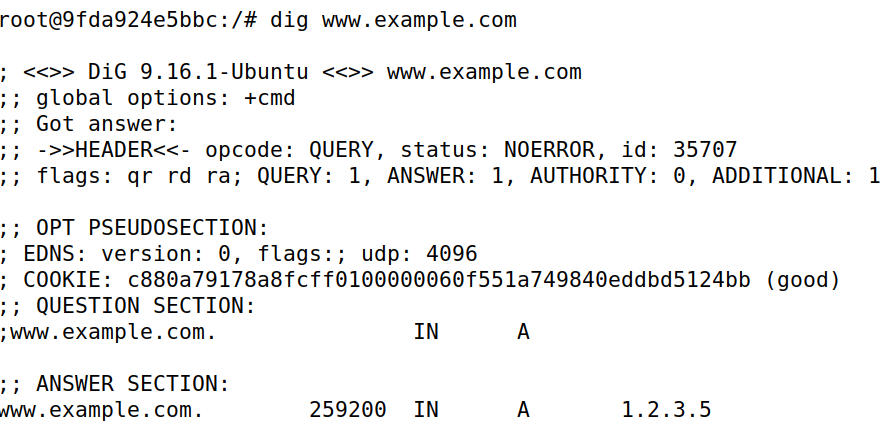 root@9fda924e5bbc:/# dig www.example.com
; <<>> DiG 9.16.1-Ubuntu <<>> www.example.com
;; global options: +cmd
;; Got answer:
;; ->>HEADER<<- opcode: QUERY, status: NOERROR, id: 35707
;; flags: qr rd ra; QUERY: 1, ANSWER: 1, AUTHORITY: 0, ADDITIONAL: 1
;; OPT PSEUDOSECTION:
; EDNS: version: 0, flags:; udp: 4096
; COOKIE: c880a79178a8fcff0100000060f551a749840eddbd5124bb (good)
;; QUESTION SECTION:
;www.example.com. IN A
;; ANSWER SECTION:
www.example.com. 259200 IN A 1.2.3.5